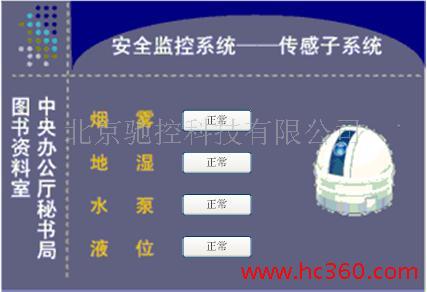 安全监控系统——传感子系统
中央办公厅秘书局
图书资料室
烟 雾 正常
北京驰控科技有限公司
地 湿 正常
水 泵 正常
液 位 正常
www.hc360.com